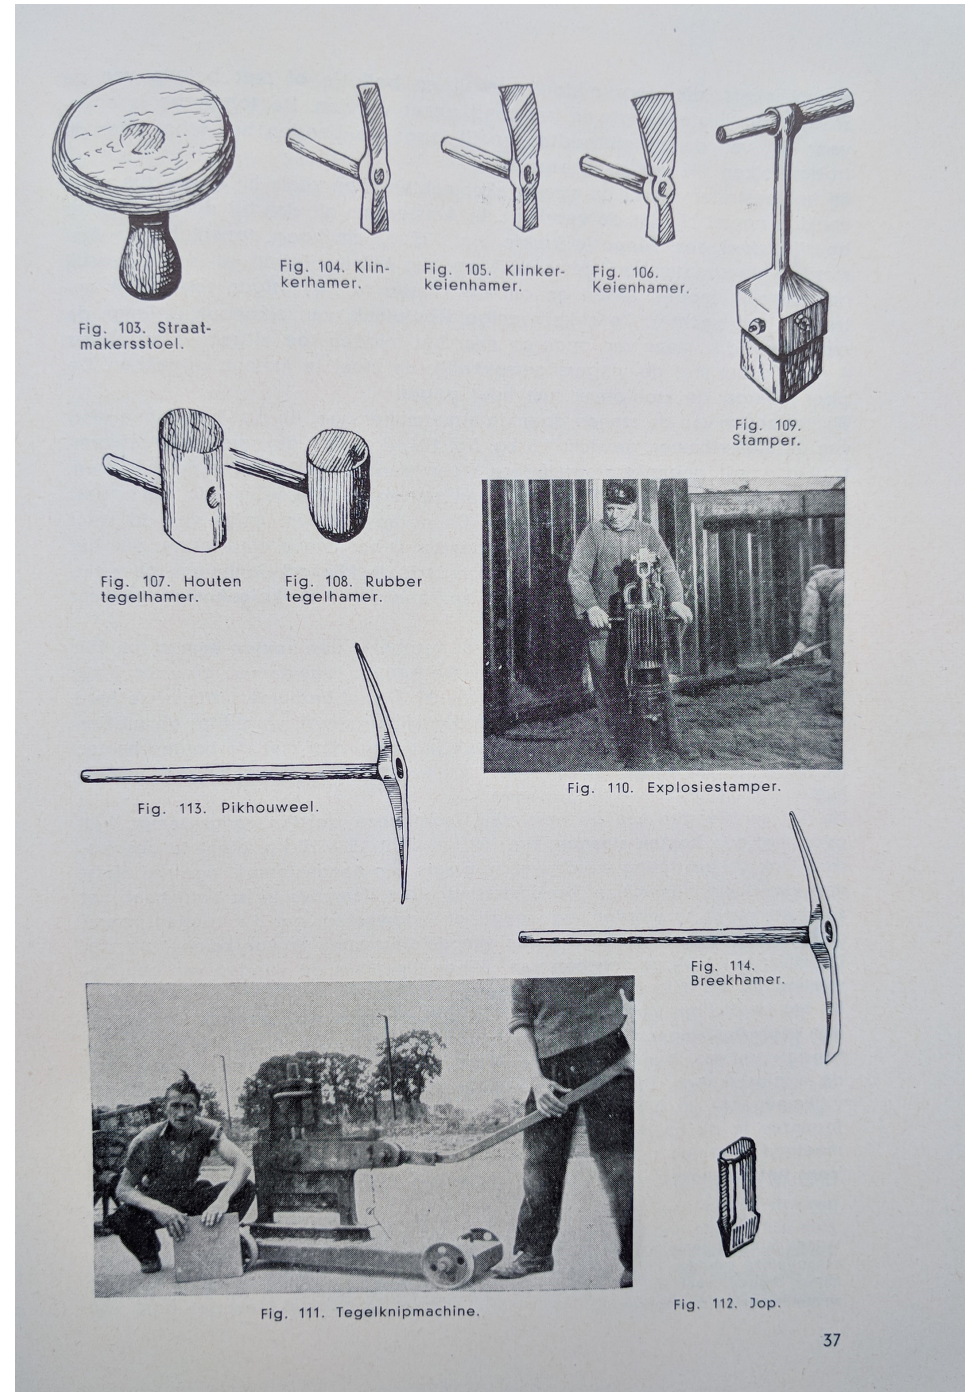 Fig. 103. Straat-
makersstoel.
Fig. 104. Klin-
kerhamer.
Fig. 105. Klinker-
keienhamer.
Fig. 106.
Keienhamer.
Fig. 109.
Stamper.
Fig. 107. Houten
tegelhamer.
Fig. 108. Rubber
tegelhamer.
Fig. 110. Explosiestamper.
Fig. 113. Pikhouweel.
Fig. 114.
Breekhamer.
Fig. 111. Tegelknipmachine.
Fig. 112. Jop.
37